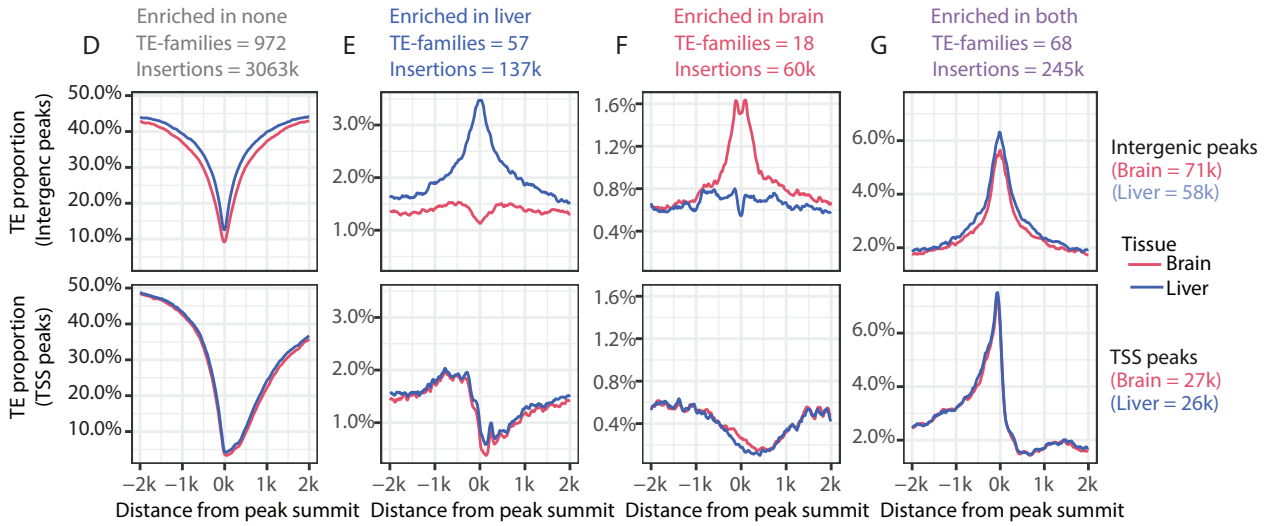 D
Enriched in none
TE-families = 972
Insertions = 3063k
E
Enriched in liver
TE-families = 57
Insertions = 137k
F
Enriched in brain
TE-families = 18
Insertions = 60k
G
Enriched in both
TE-families = 68
Insertions = 245k
TE proportion
(Intergenc peaks)
50.0%
40.0%
30.0%
20.0%
10.0%
3.0%
2.0%
1.0%
1.6%
1.2%
0.8%
0.4%
6.0%
4.0%
2.0%
Intergenic peaks
(Brain = 71k)
(Liver = 58k)
Tissue
Brain
Liver
TE proportion
(TSS peaks)
50.0%
40.0%
30.0%
20.0%
10.0%
3.0%
2.0%
1.0%
1.6%
1.2%
0.8%
0.4%
6.0%
4.0%
2.0%
TSS peaks
(Brain = 27k)
(Liver = 26k)
−2k −1k 0k 1k 2k
−2k −1k 0k 1k 2k
−2k −1k 0k 1k 2k
−2k −1k 0k 1k 2k
Distance from peak summit
Distance from peak summit
Distance from peak summit
Distance from peak summit